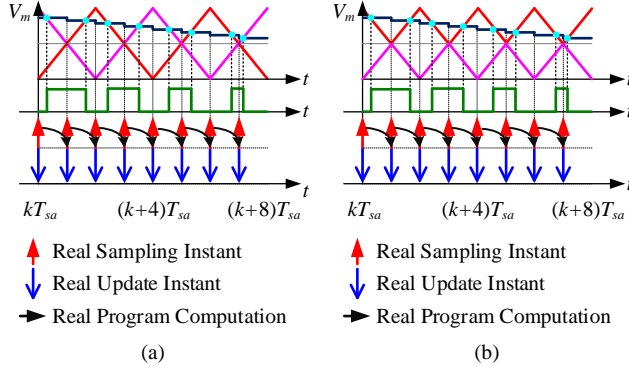 V_m
t
t
t
kT_sa
(k+4)T_sa
(k+8)T_sa
Real Sampling Instant
Real Update Instant
Real Program Computation
(a)
V_m
t
t
t
kT_sa
(k+4)T_sa
(k+8)T_sa
Real Sampling Instant
Real Update Instant
Real Program Computation
(b)